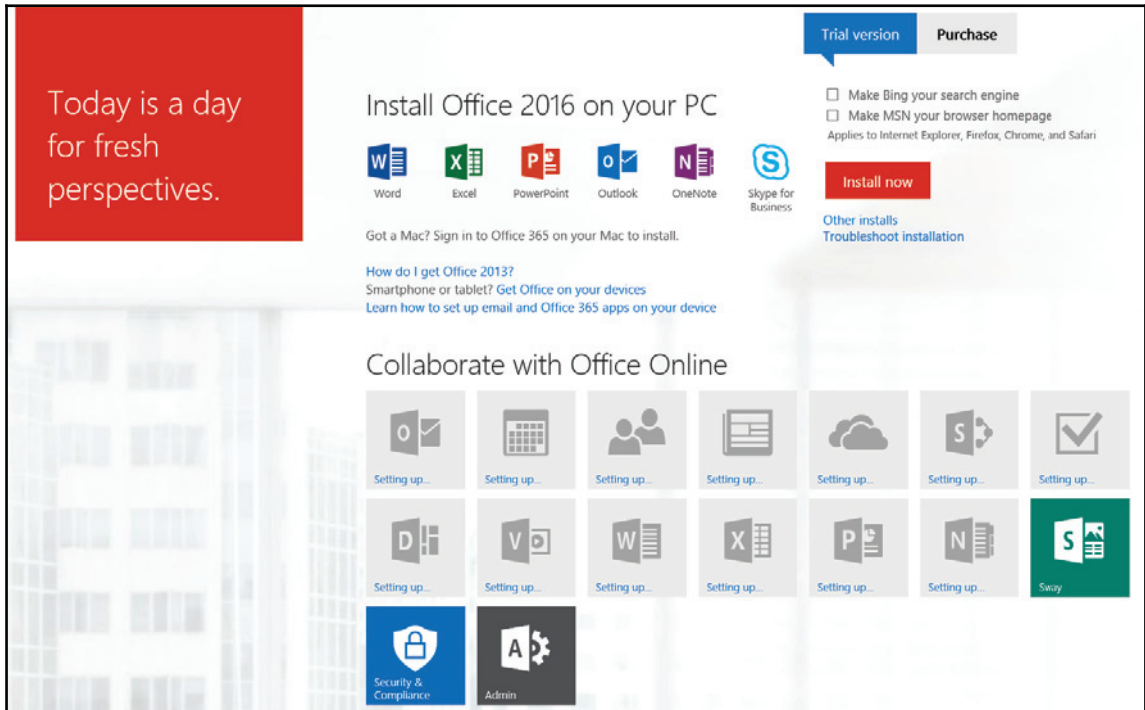 Today is a day
for fresh
perspectives.
Trial version
Purchase
Install Office 2016 on your PC
Make Bing your search engine
Make MSN your browser homepage
Applies to Internet Explorer, Firefox, Chrome, and Safari
W
X
P
O
N
S
Word
Excel
PowerPoint
Outlook
OneNote
Skype for
Business
Install now
Other installs
Troubleshoot installation
Got a Mac? Sign in to Office 365 on your Mac to install.
How do I get Office 2013?
Smartphone or tablet? Get Office on your devices
Learn how to set up email and Office 365 apps on your device
Collaborate with Office Online
O
S
Setting up...
Setting up...
Setting up...
Setting up...
Setting up...
Setting up...
Setting up...
D
V
W
X
P
N
S
Setting up...
Setting up...
Setting up...
Setting up...
Setting up...
Setting up...
Sway
A
Security &
Compliance
Admin